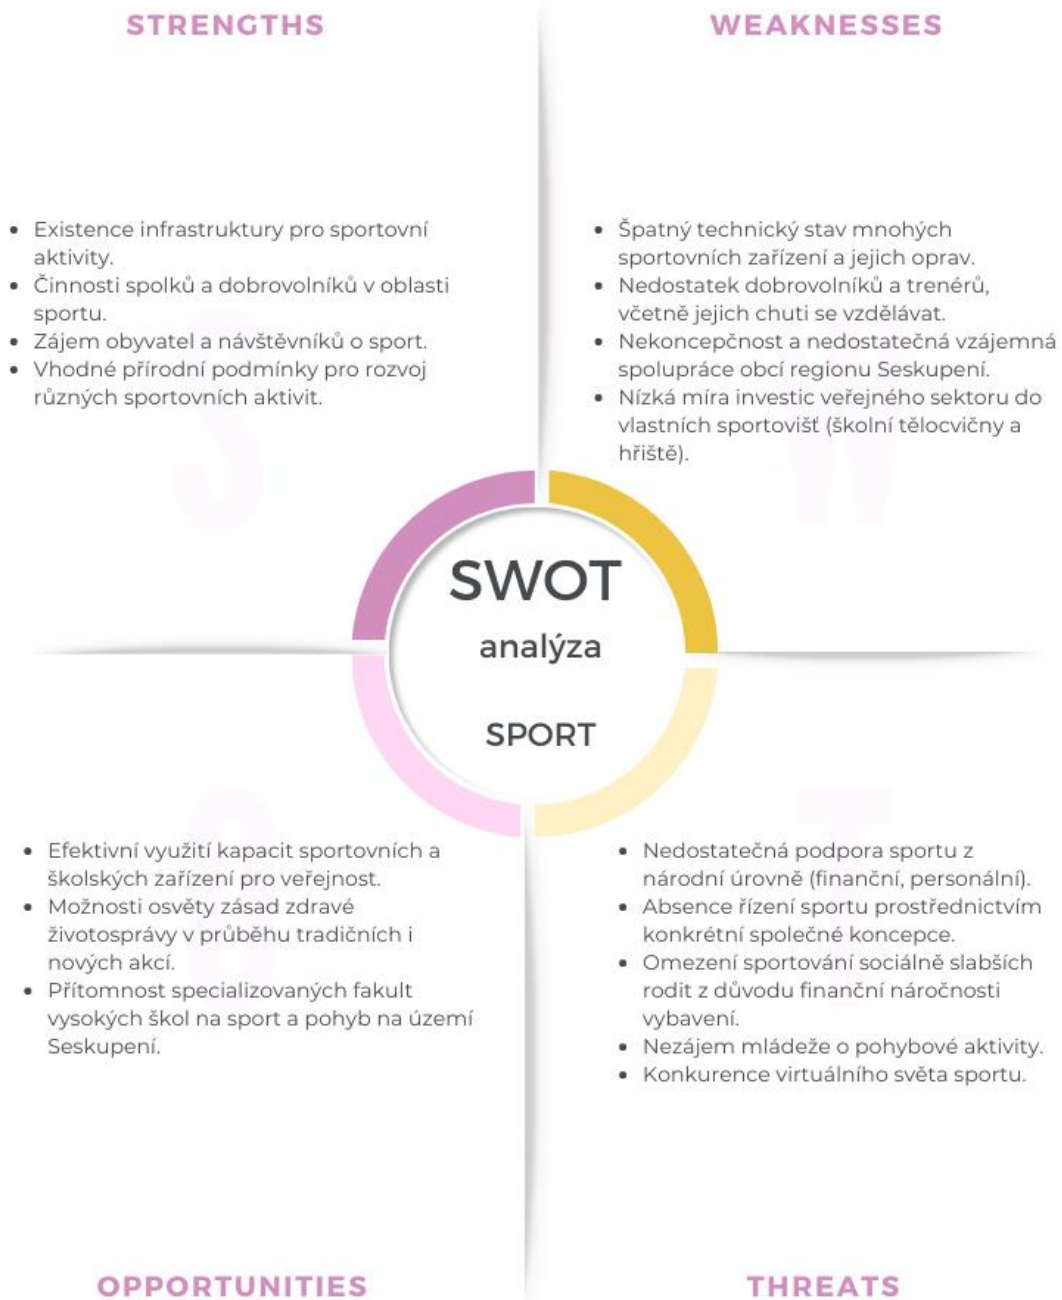 STRENGTHS
• Existence infrastruktury pro sportovní
aktivity.
• Činnosti spolků a dobrovolníků v oblasti
sportu.
• Zájem obyvatel a návštěvníků o sport.
• Vhodné přírodní podmínky pro rozvoj
různých sportovních aktivit.
S
WEAKNESSES
• Špatný technický stav mnohých
sportovních zařízení a jejich oprav.
• Nedostatek dobrovolníků a trenérů,
včetně jejich chuti se vzdělávat.
• Nekoncepčnost a nedostatečná vzájemná
spolupráce obcí regionu Seskupení.
• Nízká míra investic veřejného sektoru do
vlastních sportovišť (školní tělocvičny a
hřiště).
W
SWOT
analýza
SPORT
• Efektivní využití kapacit sportovních a
školských zařízení pro veřejnost.
• Možnosti osvěty zásad zdravé
životosprávy v průběhu tradičních i
nových akcí.
• Přítomnost specializovaných fakult
vysokých škol na sport a pohyb na území
Seskupení.
O
OPPORTUNITIES
• Nedostatečná podpora sportu z
národní úrovně (finanční, personální).
• Absence řízení sportu prostřednictvím
konkrétní společné koncepce.
• Omezení sportování sociálně slabších
rodit z důvodu finanční náročnosti
vybavení.
• Nezájem mládeže o pohybové aktivity.
• Konkurence virtuálního světa sportu.
T
THREATS